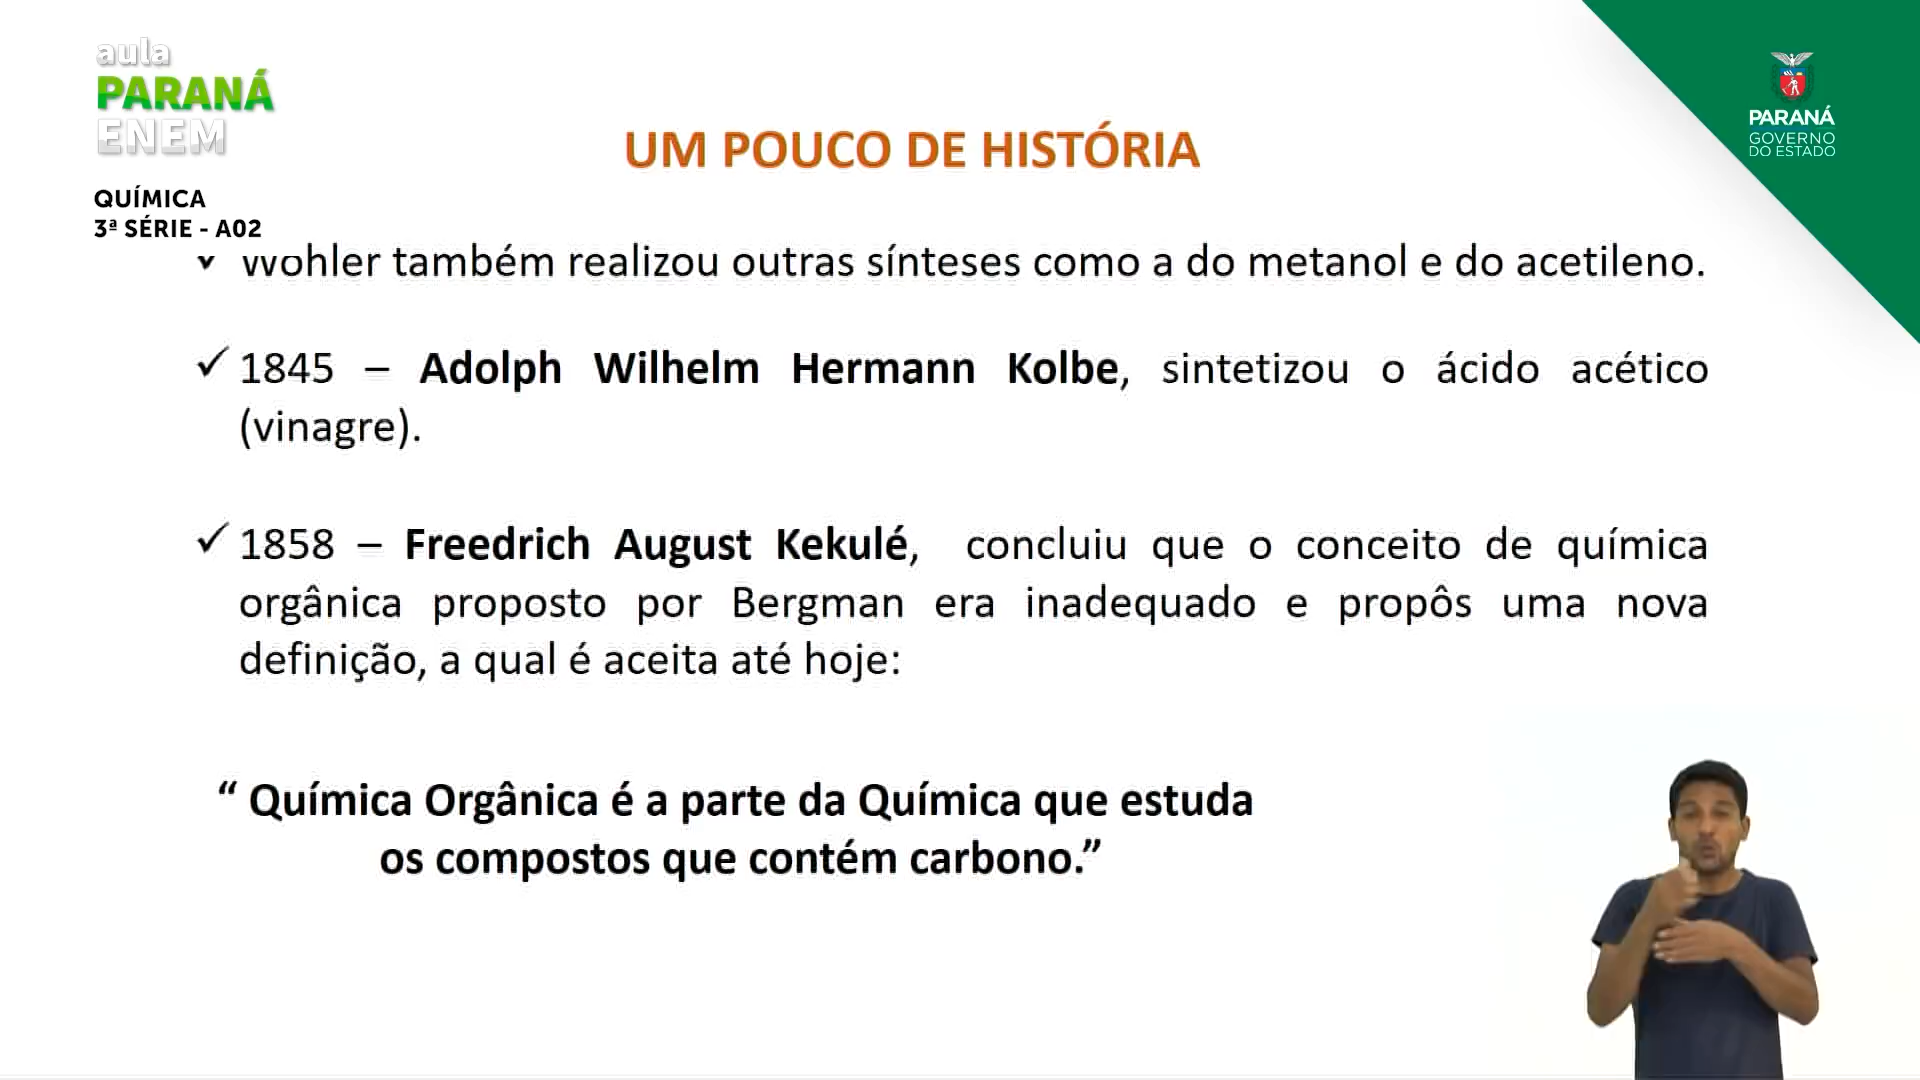 aula
PARANÁ
ENEM
QUÍMICA
3ª SÉRIE - A02
PARANÁ
GOVERNO
DO ESTADO
UM POUCO DE HISTÓRIA
✓ Wohler também realizou outras sínteses como a do metanol e do acetileno.
✓ 1845 – Adolph Wilhelm Hermann Kolbe, sintetizou o ácido acético
(vinagre).
✓ 1858 – Freedrich August Kekulé, concluiu que o conceito de química
orgânica proposto por Bergman era inadequado e propôs uma nova
definição, a qual é aceita até hoje:
“ Química Orgânica é a parte da Química que estuda
os compostos que contém carbono.”